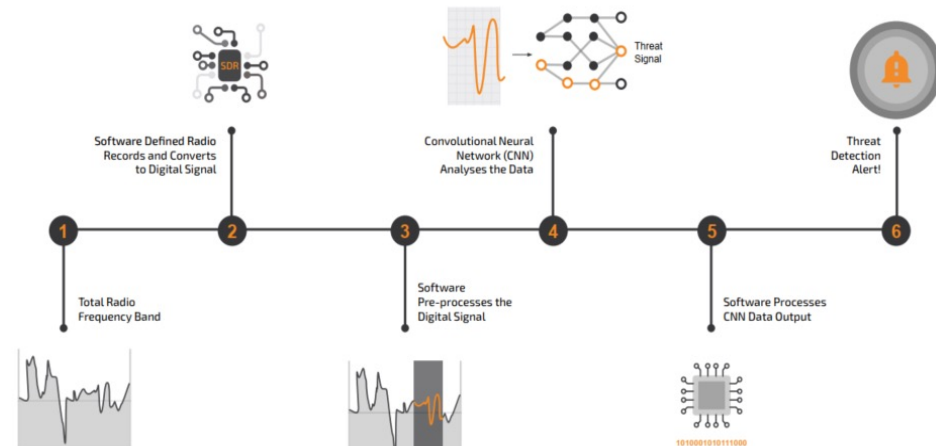 SDR
Threat
Signal
Software Defined Radio
Records and Converts
to Digital Signal
Convolutional Neural
Network (CNN)
Analyses the Data
Threat
Detection
Alert!
1
2
3
4
5
6
Total Radio
Frequency Band
Software
Pre-processes the
Digital Signal
Software Processes
CNN Data Output
1010001010111000